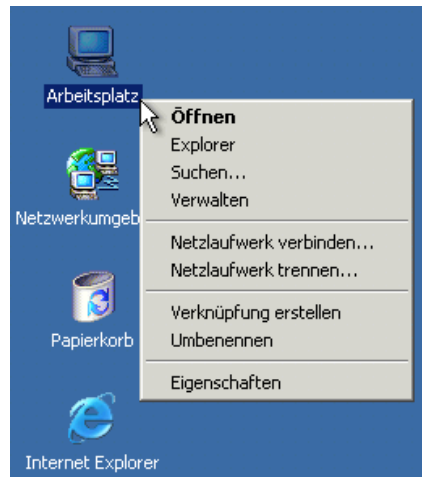 Arbeitsplatz
Öffnen
Explorer
Suchen...
Verwalten
Netzlaufwerk verbinden...
Netzlaufwerk trennen...
Verknüpfung erstellen
Umbenennen
Eigenschaften
Netzwerkumgeb
Papierkorb
Internet Explorer